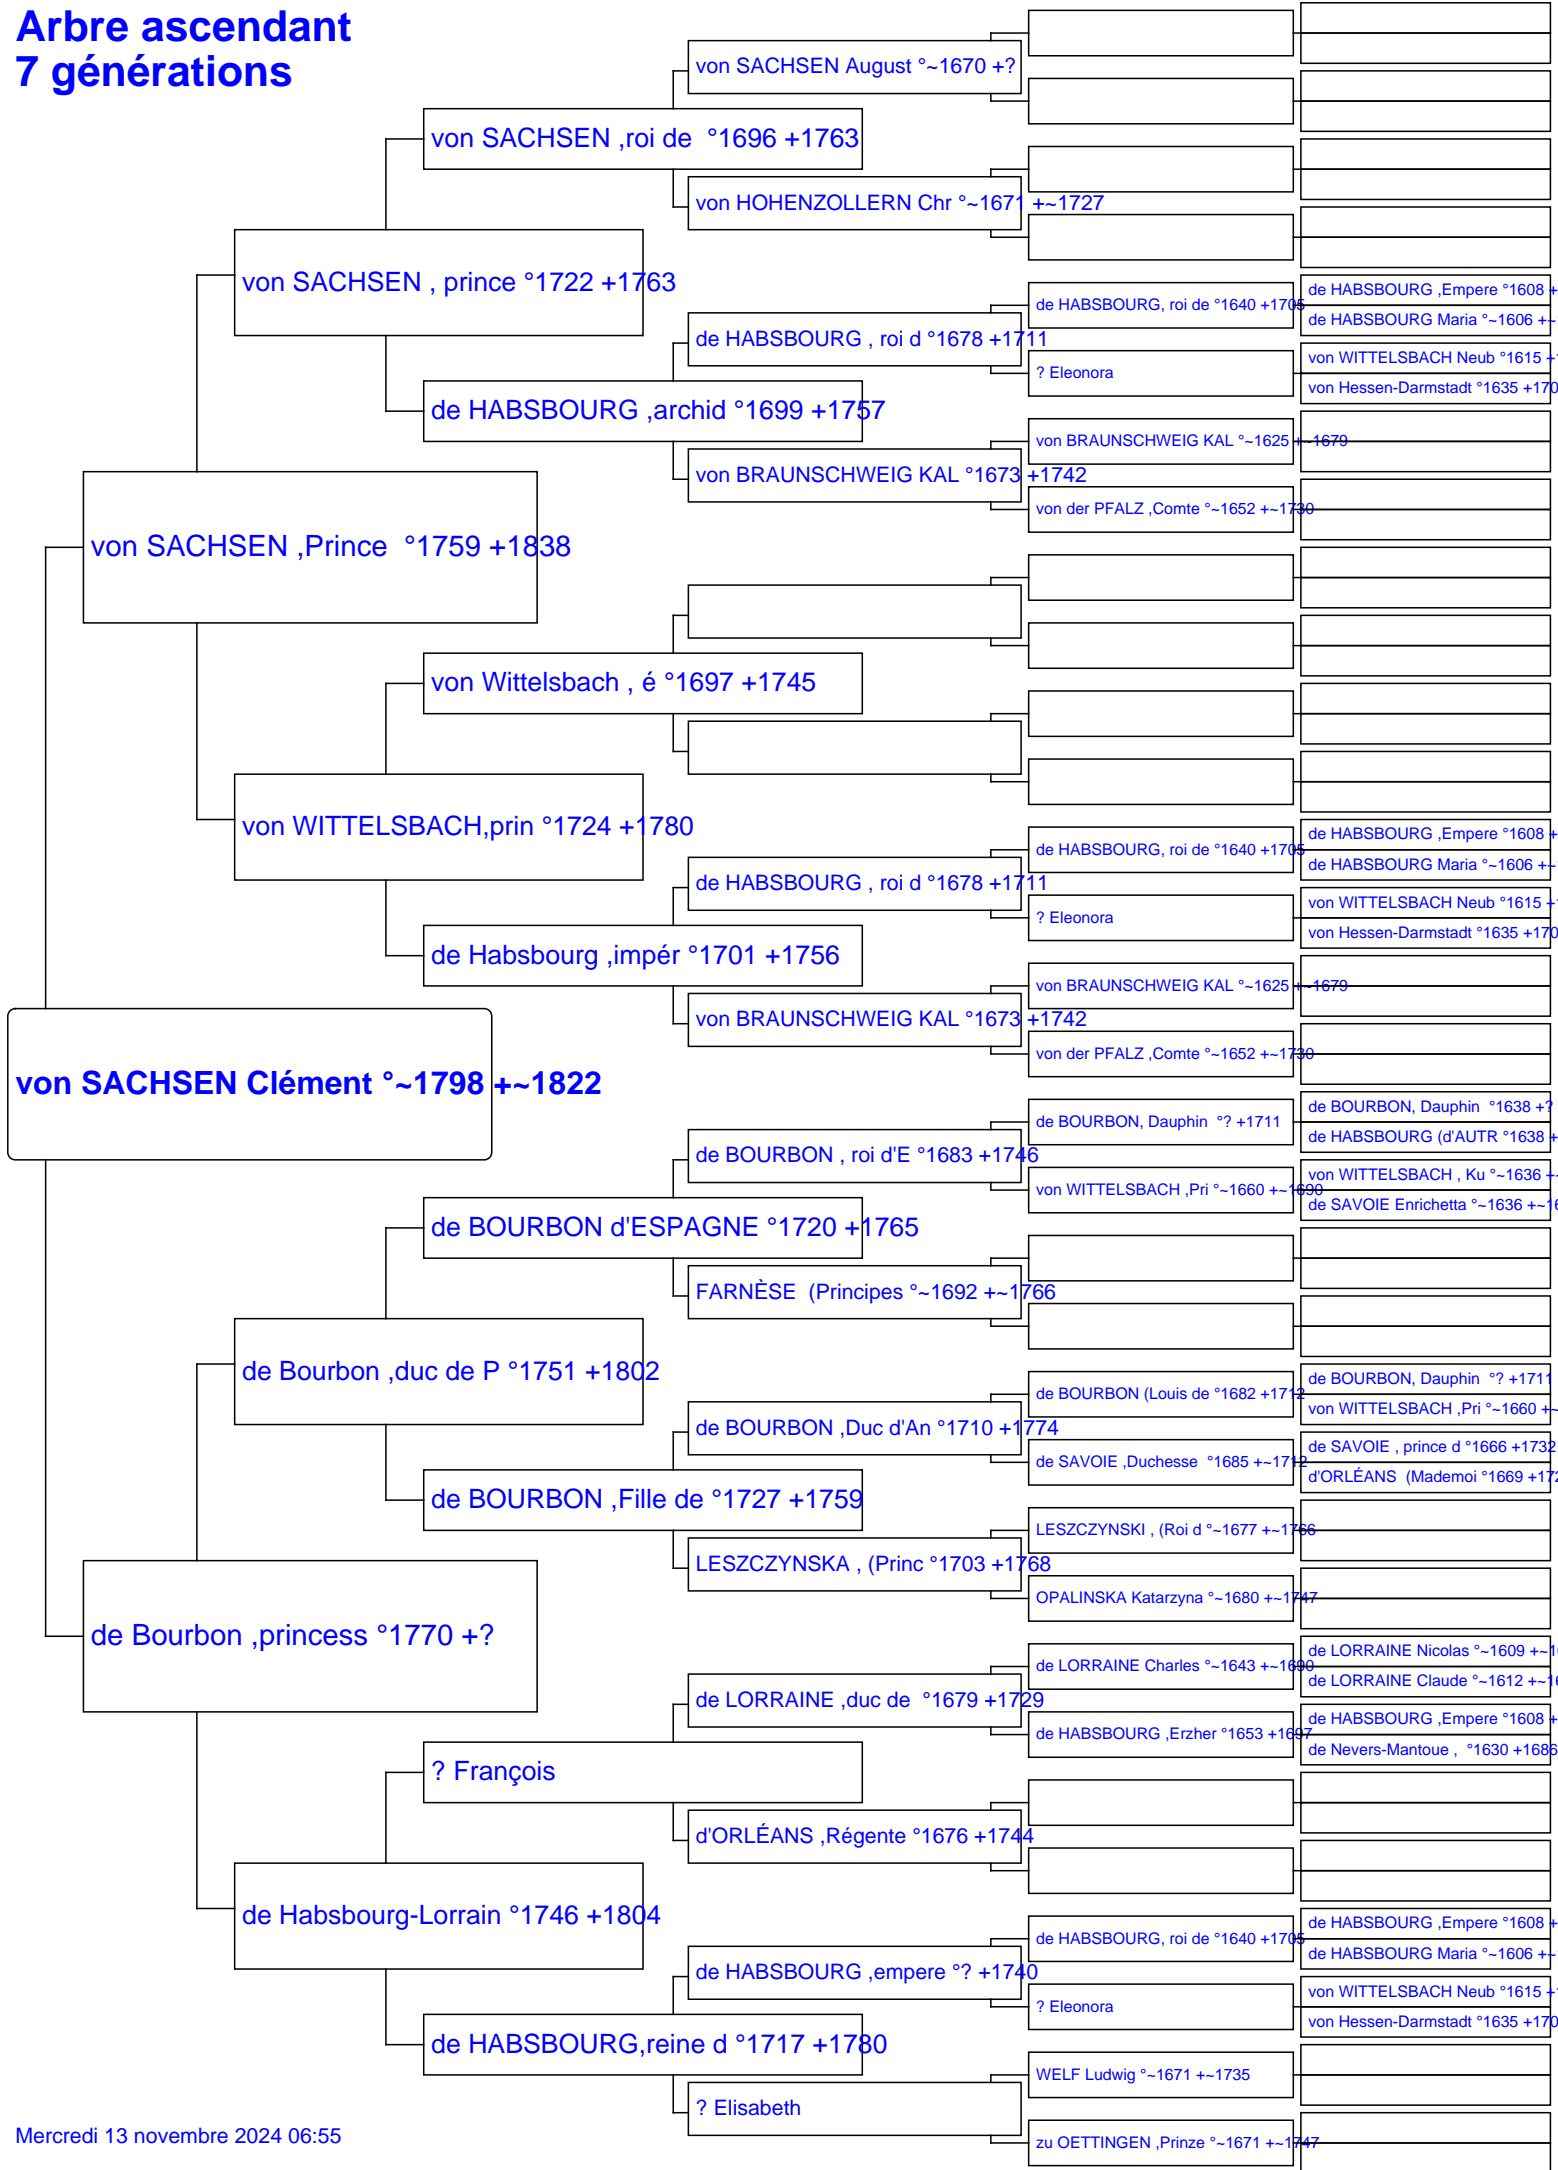 Arbre ascendant
7 générations
von SACHSEN August °~1670 +?
von SACHSEN ,roi de  °1696 +1763
von HOHENZOLLERN Chr °~1671 +~1727
von SACHSEN , prince °1722 +1763
de HABSBOURG ,Empere °1608 +
de HABSBOURG, roi de °1640 +1705
de HABSBOURG Maria °~1606 +~
de HABSBOURG , roi d °1678 +1711
von WITTELSBACH Neub °1615 +
? Eleonora
von Hessen-Darmstadt °1635 +170
de HABSBOURG ,archid °1699 +1757
von BRAUNSCHWEIG KAL °~1625 +~1679
von BRAUNSCHWEIG KAL °1673 +1742
von der PFALZ ,Comte °~1652 +~1730
von SACHSEN ,Prince  °1759 +1838
von Wittelsbach , é °1697 +1745
von WITTELSBACH,prin °1724 +1780
de HABSBOURG ,Empere °1608 +
de HABSBOURG, roi de °1640 +1705
de HABSBOURG Maria °~1606 +~
de HABSBOURG , roi d °1678 +1711
von WITTELSBACH Neub °1615 +
? Eleonora
von Hessen-Darmstadt °1635 +170
de Habsbourg ,impér °1701 +1756
von BRAUNSCHWEIG KAL °~1625 +~1679
von BRAUNSCHWEIG KAL °1673 +1742
von der PFALZ ,Comte °~1652 +~1730
von SACHSEN Clément °~1798 +~1822
de BOURBON, Dauphin  °1638 +?
de BOURBON, Dauphin  °? +1711
de HABSBOURG (d'AUTR °1638 +
de BOURBON , roi d'E °1683 +1746
von WITTELSBACH , Ku °~1636 +~
von WITTELSBACH ,Pri °~1660 +~1690
de SAVOIE Enrichetta °~1636 +~16
de BOURBON d'ESPAGNE °1720 +1765
FARNÈSE  (Principes °~1692 +~1766
de Bourbon ,duc de P °1751 +1802
de BOURBON, Dauphin  °? +1711
de BOURBON (Louis de °1682 +1712
von WITTELSBACH ,Pri °~1660 +~
de BOURBON ,Duc d'An °1710 +1774
de SAVOIE , prince d °1666 +1732
de SAVOIE ,Duchesse  °1685 +~1712
d'ORLÉANS  (Mademoi °1669 +172
de BOURBON ,Fille de °1727 +1759
LESZCZYNSKI , (Roi d °~1677 +~1766
LESZCZYNSKA , (Princ °1703 +1768
OPALINSKA Katarzyna °~1680 +~1747
de Bourbon ,princess °1770 +?
de LORRAINE Nicolas °~1609 +~1
de LORRAINE Charles °~1643 +~1690
de LORRAINE Claude °~1612 +~16
de LORRAINE ,duc de  °1679 +1729
de HABSBOURG ,Empere °1608 +
de HABSBOURG ,Erzher °1653 +1697
de Nevers-Mantoue ,  °1630 +1686
? François
d'ORLÉANS ,Régente °1676 +1744
de Habsbourg-Lorrain °1746 +1804
de HABSBOURG ,Empere °1608 +
de HABSBOURG, roi de °1640 +1705
de HABSBOURG Maria °~1606 +~
de HABSBOURG ,empere °? +1740
von WITTELSBACH Neub °1615 +
? Eleonora
von Hessen-Darmstadt °1635 +170
de HABSBOURG,reine d °1717 +1780
WELF Ludwig °~1671 +~1735
? Elisabeth
zu OETTINGEN ,Prinze °~1671 +~1747
Mercredi 13 novembre 2024 06:55